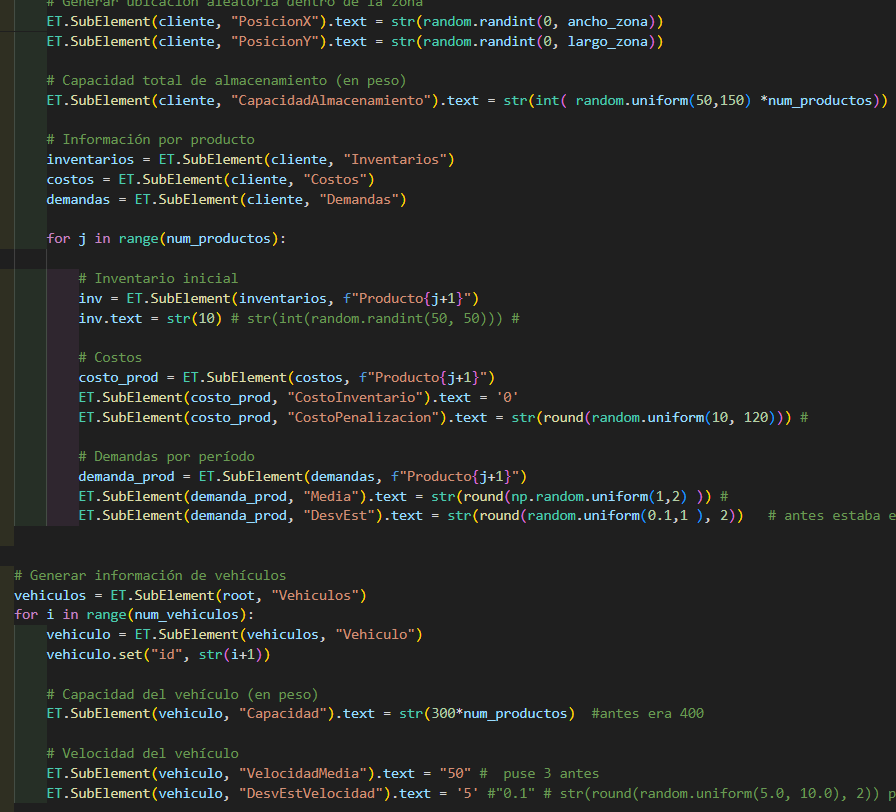 # Generar ubicación aleatoria dentro de la zona
ET.SubElement(cliente, "PosicionX").text = str(random.randint(0, ancho_zona))
ET.SubElement(cliente, "PosicionY").text = str(random.randint(0, largo_zona))
# Capacidad total de almacenamiento (en peso)
ET.SubElement(cliente, "CapacidadAlmacenamiento").text = str(int( random.uniform(50,150) *num_productos))
# Información por producto
inventarios = ET.SubElement(cliente, "Inventarios")
costos = ET.SubElement(cliente, "Costos")
demandas = ET.SubElement(cliente, "Demandas")
for j in range(num_productos):
# Inventario inicial
inv = ET.SubElement(inventarios, f"Producto{j+1}")
inv.text = str(10) # str(int(random.randint(50, 50))) #
# Costos
costo_prod = ET.SubElement(costos, f"Producto{j+1}")
ET.SubElement(costo_prod, "CostoInventario").text = '0'
ET.SubElement(costo_prod, "CostoPenalizacion").text = str(round(random.uniform(10, 120))) #
# Demandas por período
demanda_prod = ET.SubElement(demandas, f"Producto{j+1}")
ET.SubElement(demanda_prod, "Media").text = str(round(np.random.uniform(1,2) )) #
ET.SubElement(demanda_prod, "DesvEst").text = str(round(random.uniform(0.1,1 ), 2)) # antes estaba e
# Generar información de vehículos
vehiculos = ET.SubElement(root, "Vehiculos")
for i in range(num_vehiculos):
vehiculo = ET.SubElement(vehiculos, "Vehiculo")
vehiculo.set("id", str(i+1))
# Capacidad del vehículo (en peso)
ET.SubElement(vehiculo, "Capacidad").text = str(300*num_productos) #antes era 400
# Velocidad del vehículo
ET.SubElement(vehiculo, "VelocidadMedia").text = "50" # puse 3 antes
ET.SubElement(vehiculo, "DesvEstVelocidad").text = '5' #"0.1" # str(round(random.uniform(5.0, 10.0), 2)) p